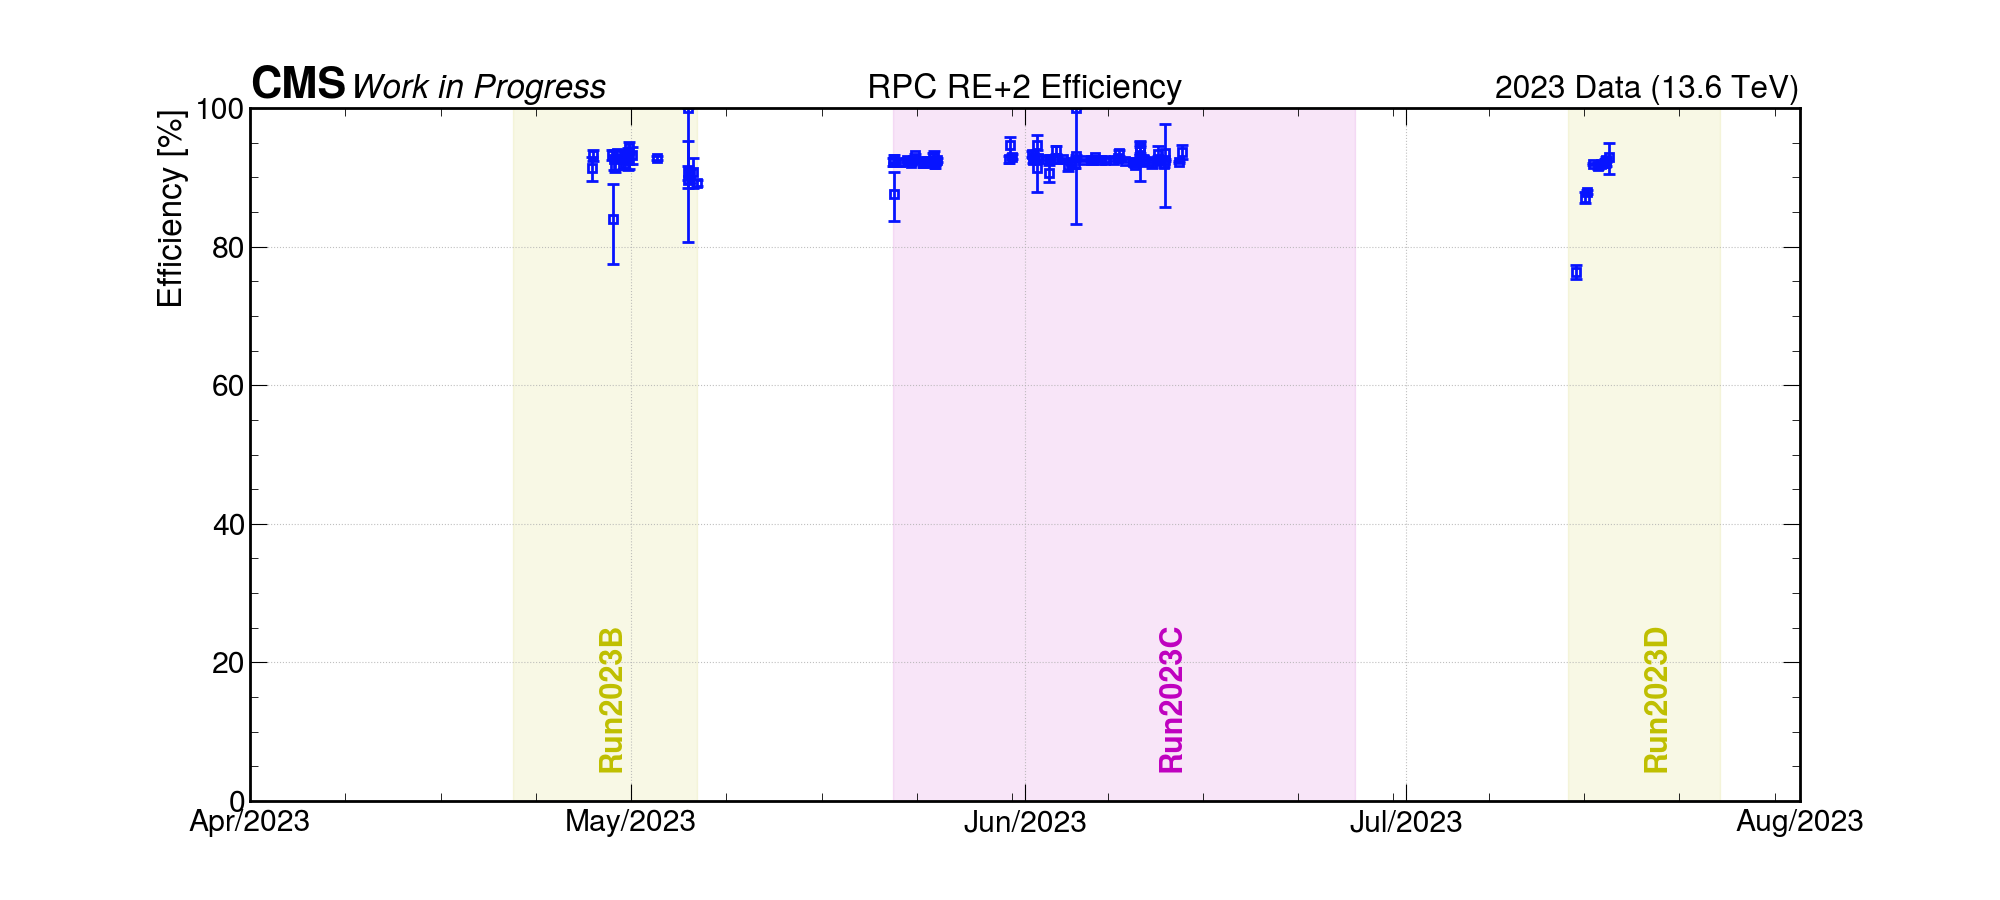 CMS Work in Progress RPC RE+2 Efficiency 2023 Data (13.6 TeV)
Efficiency [%]
100
80
60
40
20
0
Run2023B
Run2023C
Run2023D
Apr/2023 May/2023 Jun/2023 Jul/2023 Aug/2023